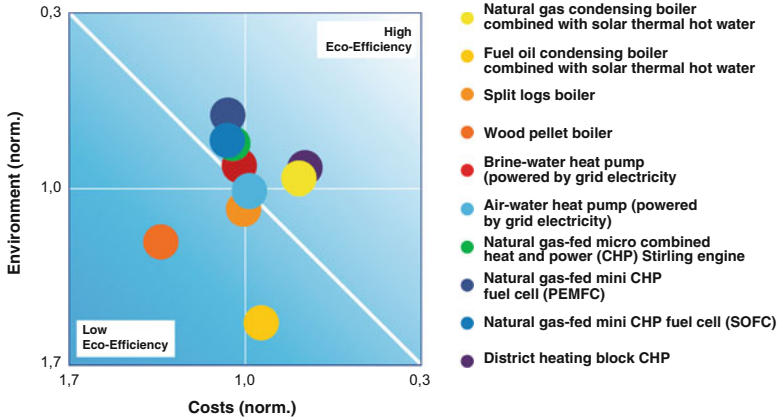 0.3
High
Eco-Efficiency
Environment (norm.)
1,0
Low
Eco-Efficiency
1,7
1,7
1,0
0,3
Costs (norm.)
Natural gas condensing boiler
combined with solar thermal hot water
Fuel oil condensing boiler
combined with solar thermal hot water
Split logs boiler
Wood pellet boiler
Brine-water heat pump
(powered by grid electricity
Air-water heat pump (powered
by grid electricity)
Natural gas-fed micro combined
heat and power (CHP) Stirling engine
Natural gas-fed mini CHP
fuel cell (PEMFC)
Natural gas-fed mini CHP fuel cell (SOFC)
District heating block CHP